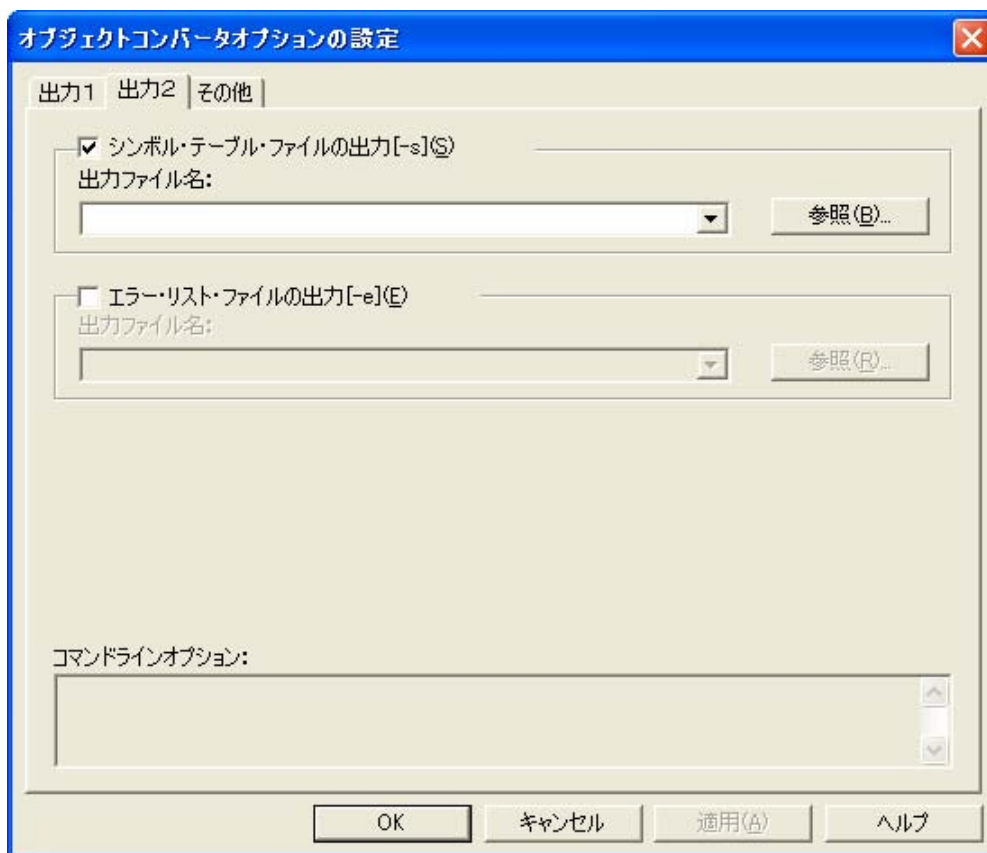 オブジェクトコンバータオプションの設定
出力1 出力2 その他
シンボル・テーブル・ファイルの出力[-s](S)
出力ファイル名:
参照(B)...
エラー・リスト・ファイルの出力[-e](E)
出力ファイル名:
参照(R)...
コマンドラインオプション:
OK キャンセル 適用(A) ヘルプ